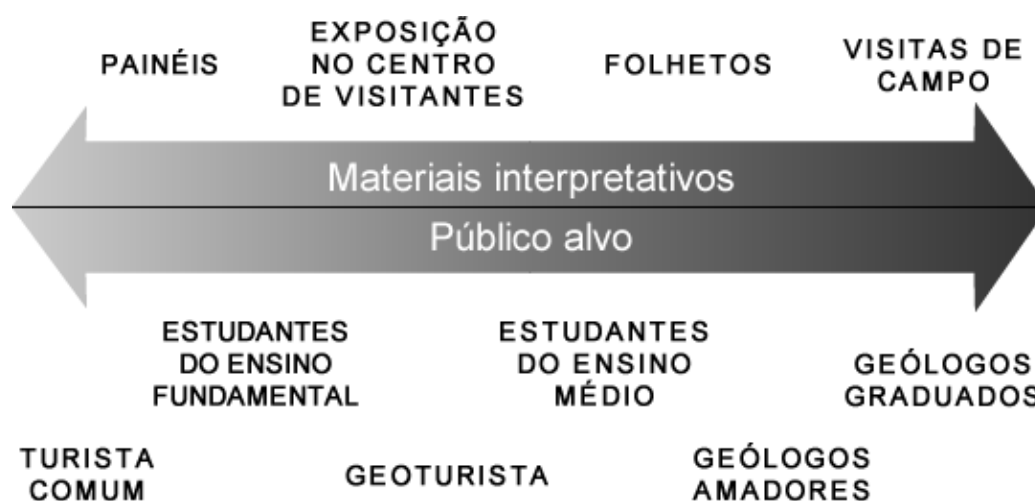 PAINÉIS
EXPOSIÇÃO
NO CENTRO
DE VISITANTES
FOLHETOS
VISITAS DE
CAMPO
Materiais interpretativos
Público alvo
ESTUDANTES
DO ENSINO
FUNDAMENTAL
ESTUDANTES
DO ENSINO
MÉDIO
GEÓLOGOS
GRADUADOS
TURISTA
COMUM
GEOTURISTA
GEÓLOGOS
AMADORES